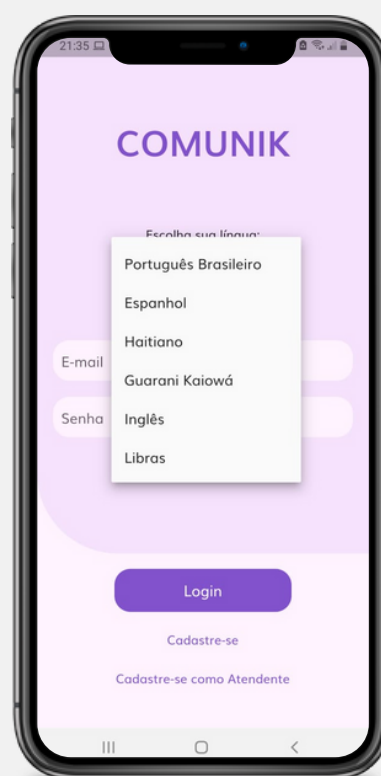 21:35
COMUNIK
Escolha sua língua:
Português Brasileiro
Espanhol
Haitiano
E-mail
Guarani Kaiowá
Senha
Inglês
Libras
Login
Cadastre-se
Cadastre-se como Atendente